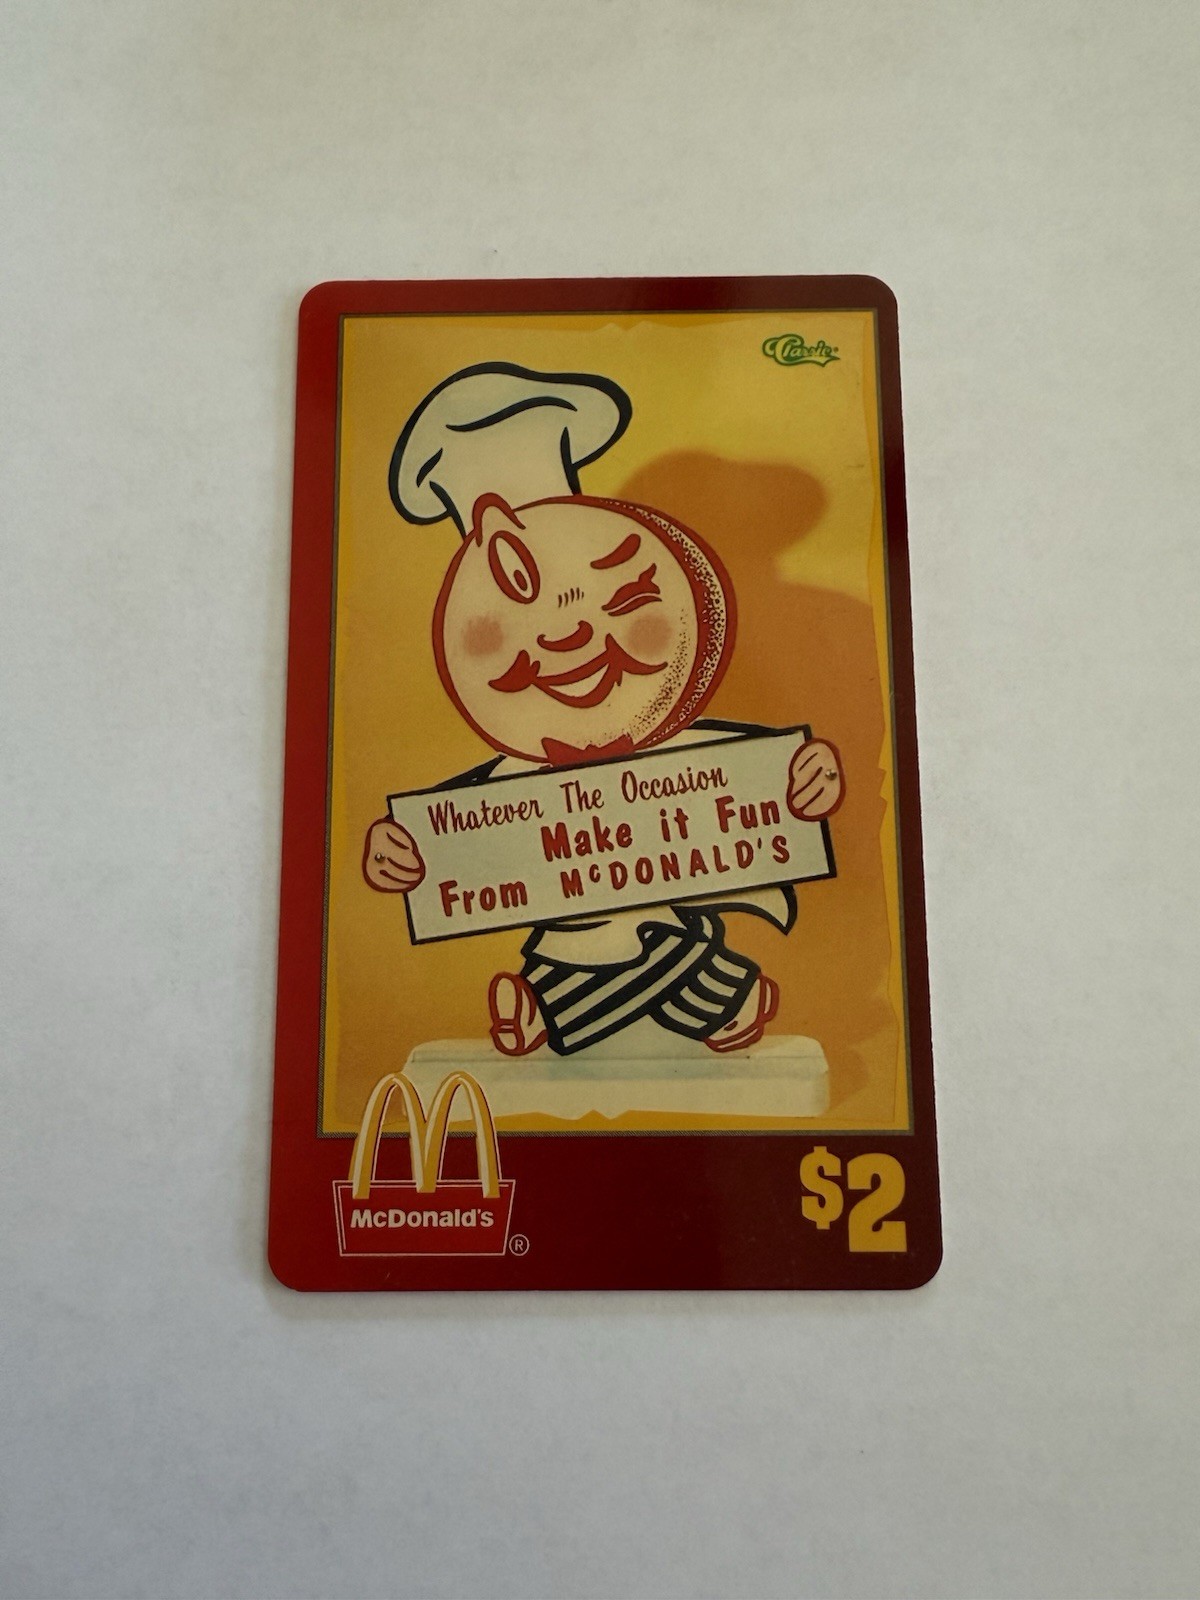 Classic
Whatever The Occasion
Make it Fun
From McDONALD'S
McDonald's
®
$2